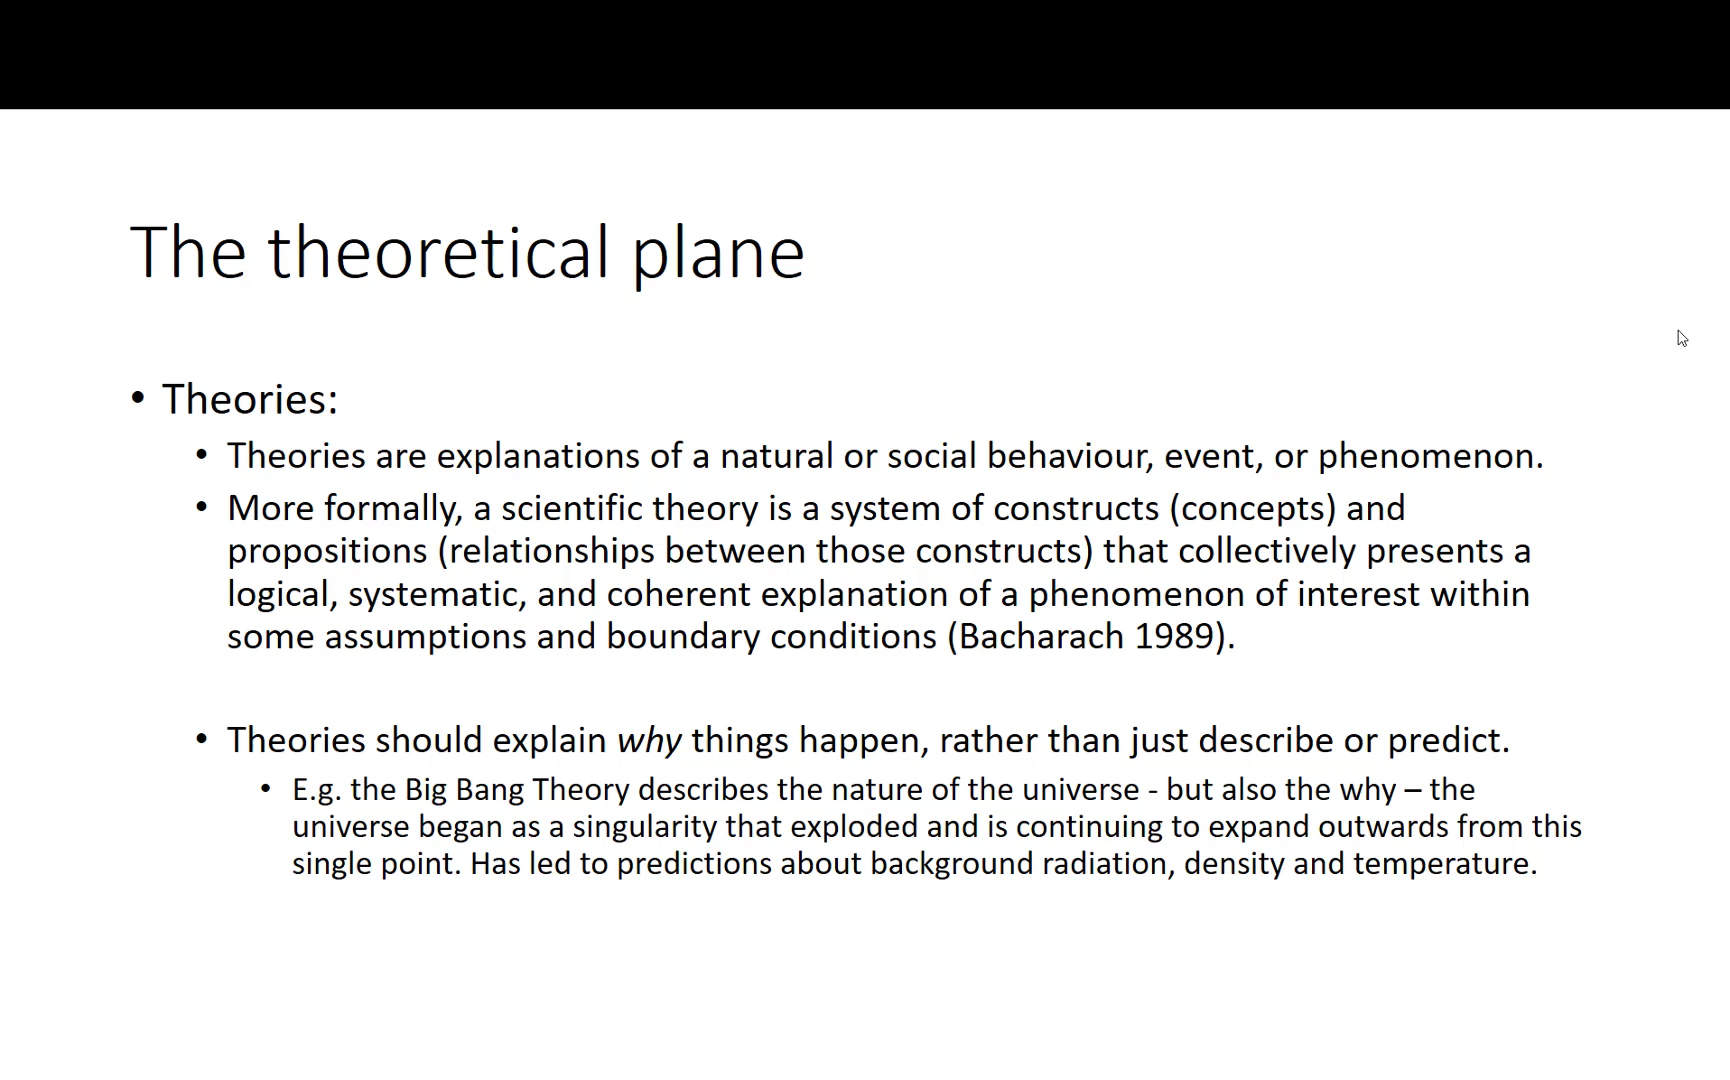 The theoretical plane
• Theories:
• Theories are explanations of a natural or social behaviour, event, or phenomenon.
• More formally, a scientific theory is a system of constructs (concepts) and
propositions (relationships between those constructs) that collectively presents a
logical, systematic, and coherent explanation of a phenomenon of interest within
some assumptions and boundary conditions (Bacharach 1989).
• Theories should explain why things happen, rather than just describe or predict.
• E.g. the Big Bang Theory describes the nature of the universe - but also the why – the
universe began as a singularity that exploded and is continuing to expand outwards from this
single point. Has led to predictions about background radiation, density and temperature.